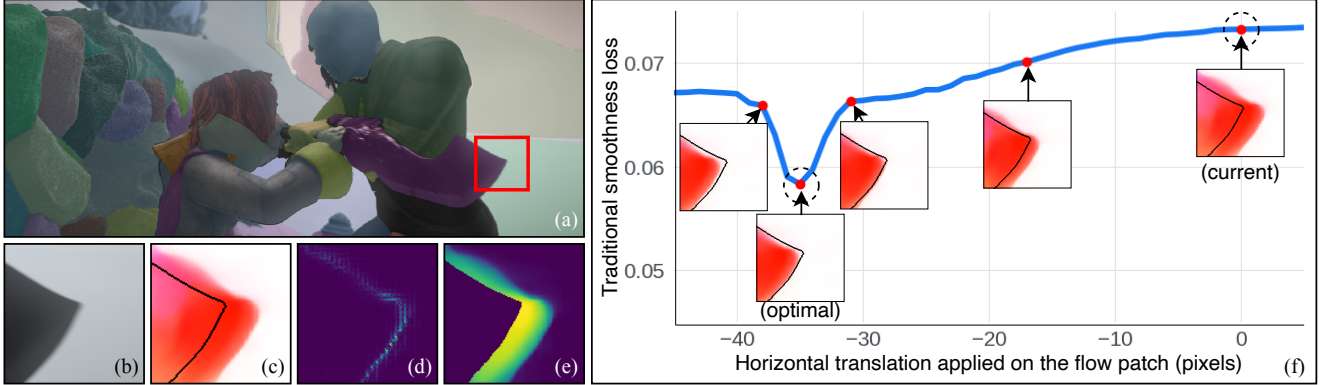 (a)
(b)
(c)
(d)
(e)
Traditional smoothness loss
0.07
0.06
0.05
(current)
(optimal)
−40
−30
−20
−10
0
Horizontal translation applied on the flow patch (pixels)
(f)